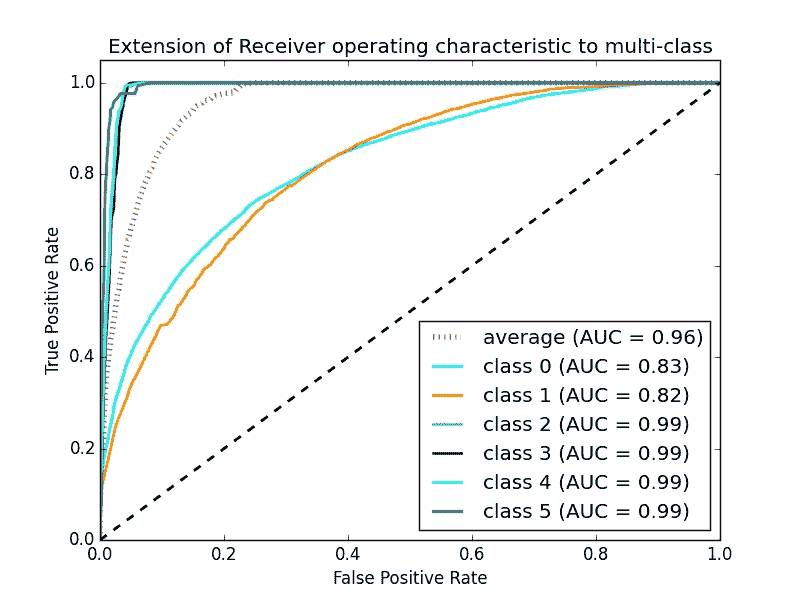 Extension of Receiver operating characteristic to multi-class
True Positive Rate
1.0
0.8
0.6
0.4
0.2
0.0
average (AUC = 0.96)
class 0 (AUC = 0.83)
class 1 (AUC = 0.82)
class 2 (AUC = 0.99)
class 3 (AUC = 0.99)
class 4 (AUC = 0.99)
class 5 (AUC = 0.99)
0.0 0.2 0.4 0.6 0.8 1.0
False Positive Rate